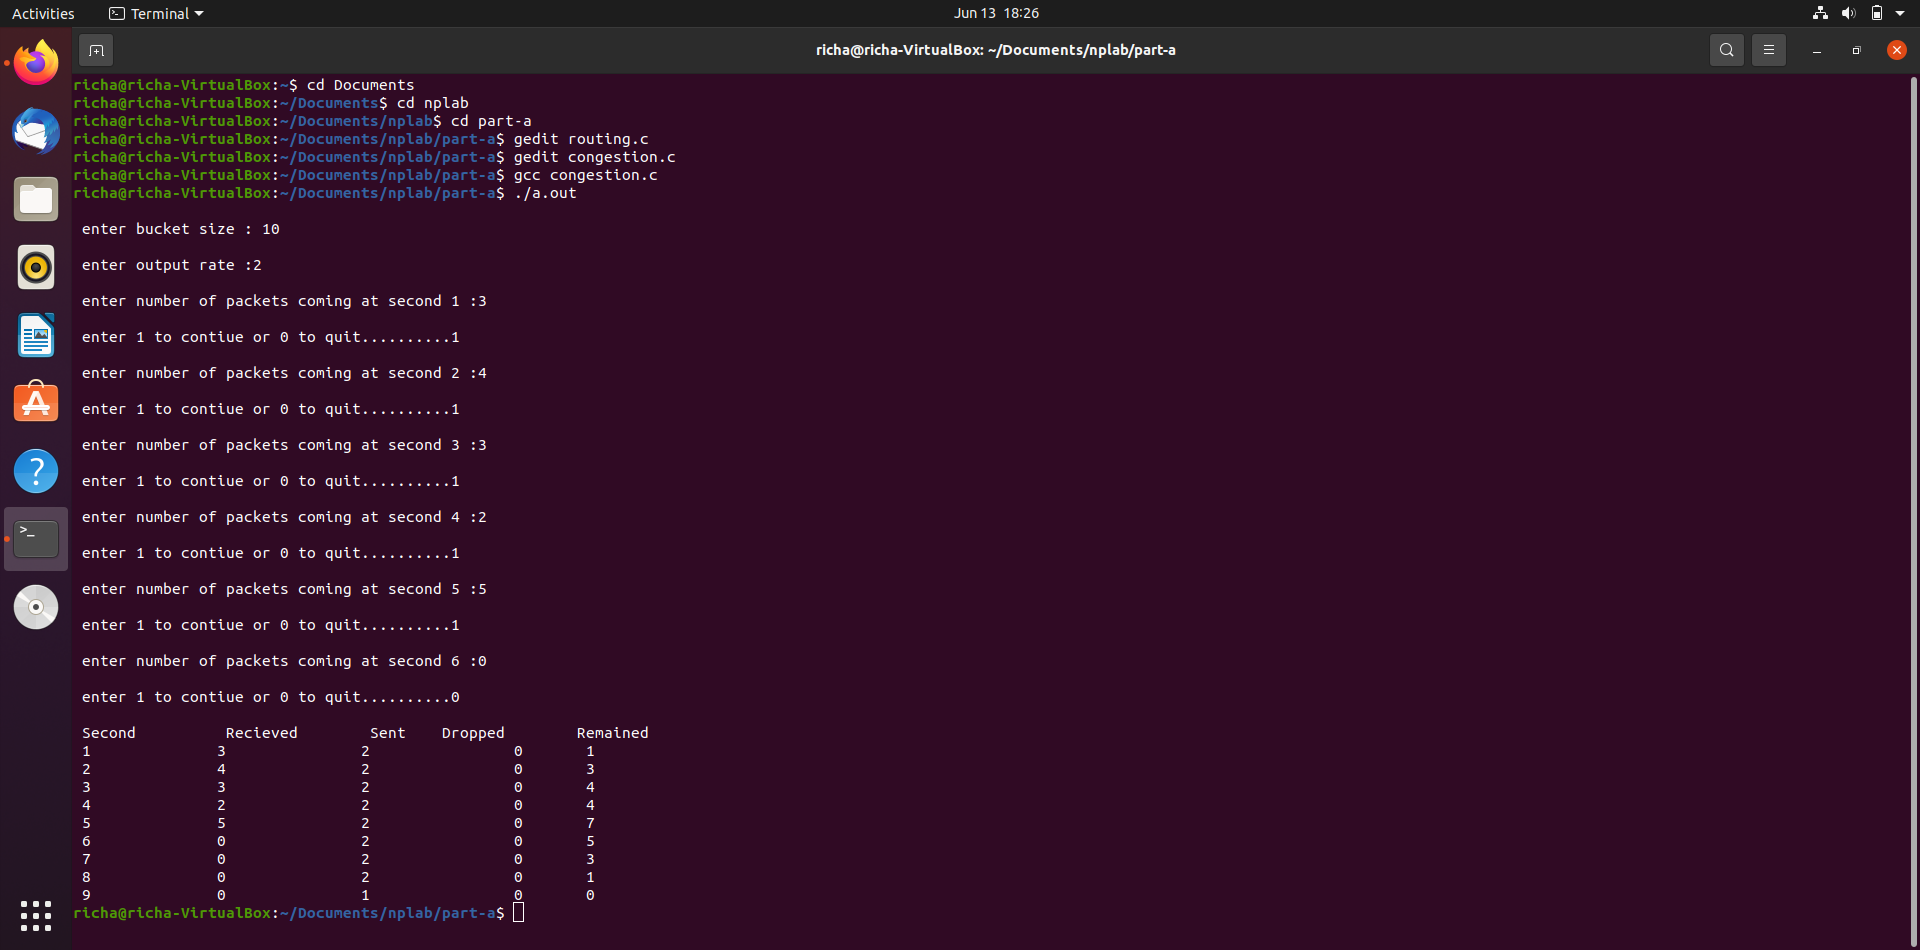 Activities Terminal Jun 13 18:26
richa@richa-VirtualBox: ~/Documents/nplab/part-a
richa@richa-VirtualBox:~$ cd Documents
richa@richa-VirtualBox:~/Documents$ cd nplab
richa@richa-VirtualBox:~/Documents/nplab$ cd part-a
richa@richa-VirtualBox:~/Documents/nplab/part-a$ gedit routing.c
richa@richa-VirtualBox:~/Documents/nplab/part-a$ gedit congestion.c
richa@richa-VirtualBox:~/Documents/nplab/part-a$ gcc congestion.c
richa@richa-VirtualBox:~/Documents/nplab/part-a$ ./a.out
enter bucket size : 10
enter output rate :2
enter number of packets coming at second 1 :3
enter 1 to contiue or 0 to quit..........1
enter number of packets coming at second 2 :4
enter 1 to contiue or 0 to quit..........1
enter number of packets coming at second 3 :3
enter 1 to contiue or 0 to quit..........1
enter number of packets coming at second 4 :2
enter 1 to contiue or 0 to quit..........1
enter number of packets coming at second 5 :5
enter 1 to contiue or 0 to quit..........1
enter number of packets coming at second 6 :0
enter 1 to contiue or 0 to quit..........0
Second Recieved Sent Dropped Remained
1 3 2 0 1
2 4 2 0 3
3 3 2 0 4
4 2 2 0 4
5 5 2 0 7
6 0 2 0 5
7 0 2 0 3
8 0 2 0 1
9 0 1 0 0
richa@richa-VirtualBox:~/Documents/nplab/part-a$